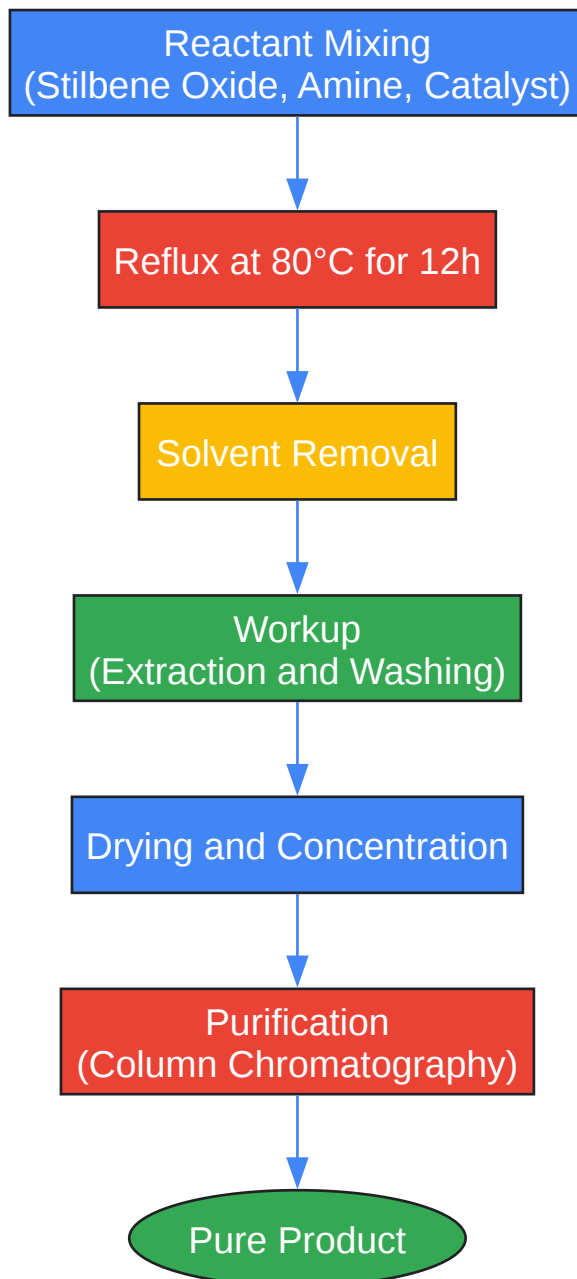 Reactant Mixing
(Stilbene Oxide, Amine, Catalyst)
Reflux at 80°C for 12h
Solvent Removal
Workup
(Extraction and Washing)
Drying and Concentration
Purification
(Column Chromatography)
Pure Product